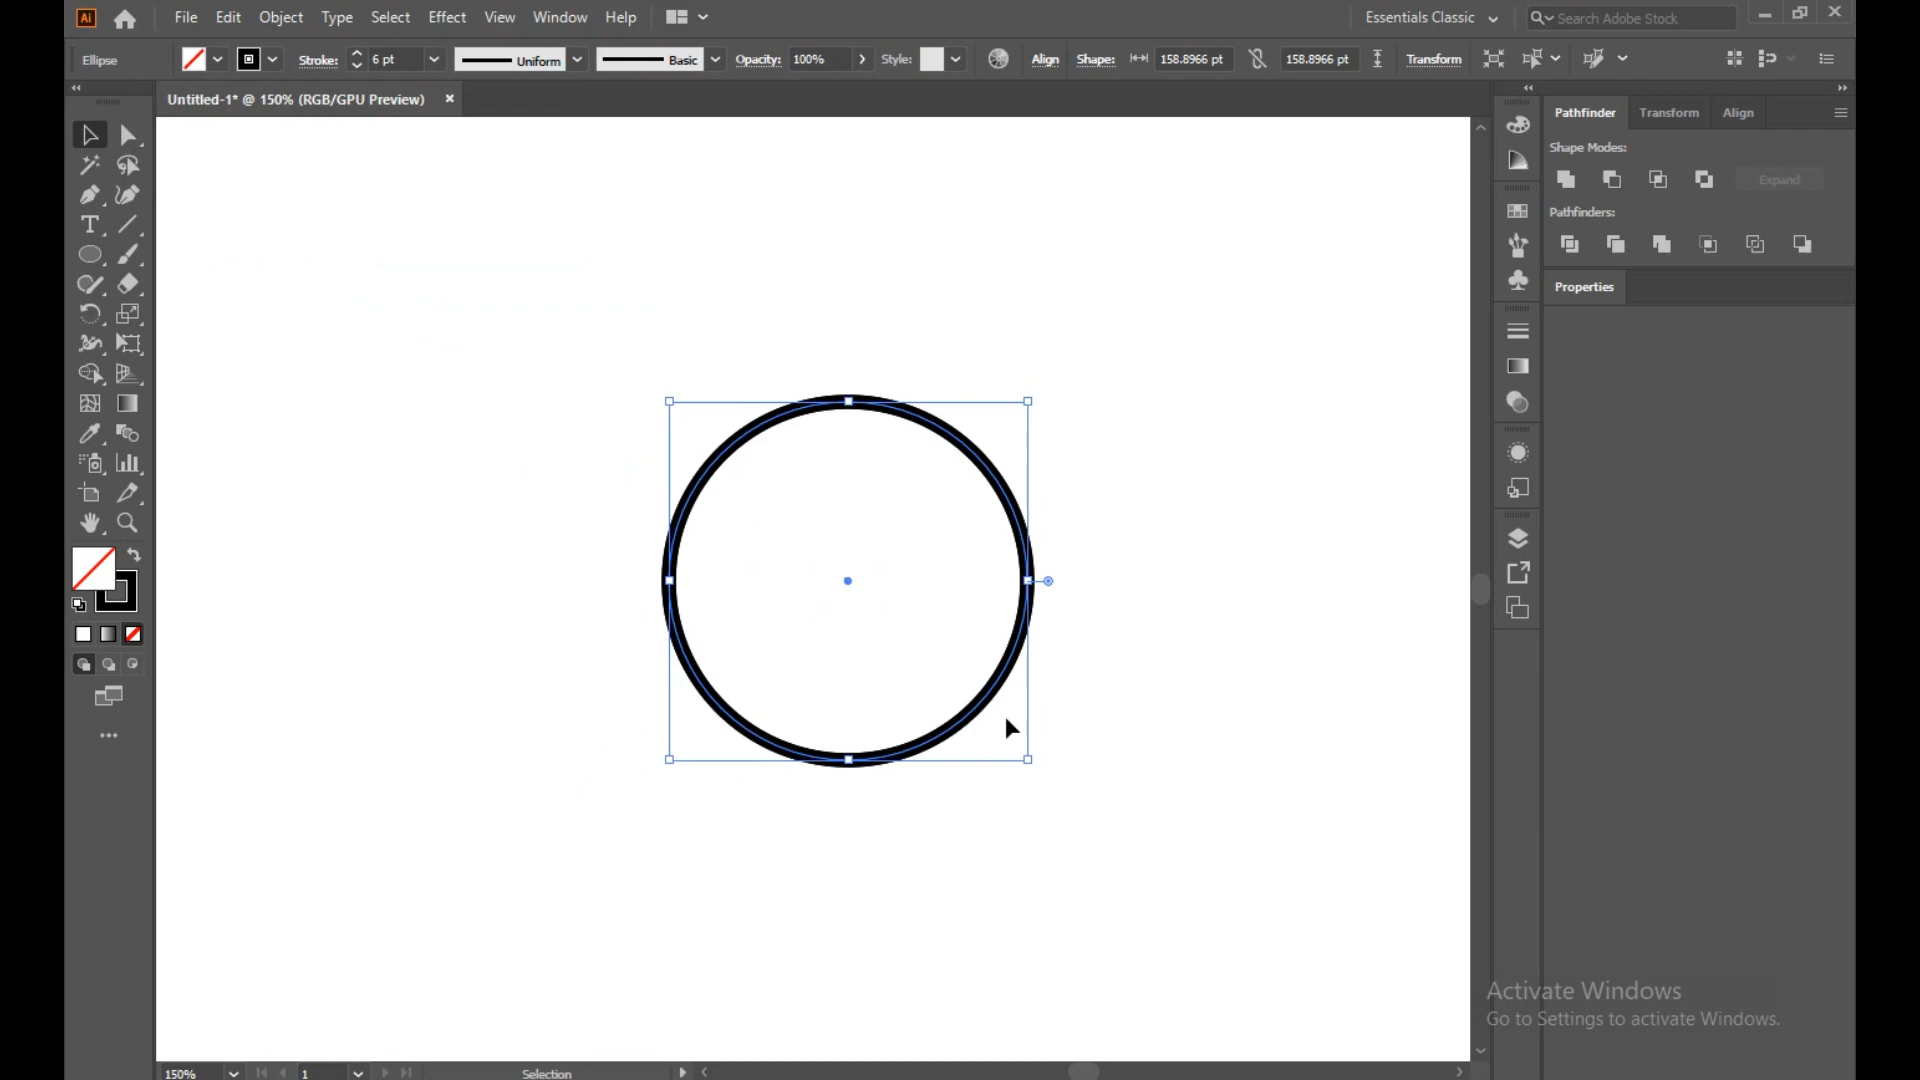 Ai File Edit Object Type Select Effect View Window Help Essentials Classic Search Adobe Stock
Ellipse Stroke: 6 pt Uniform Basic Opacity: 100% Style: Align Shape: 158.8966 pt 158.8966 pt Transform
Untitled-1* @ 150% (RGB/GPU Preview)
Pathfinder Transform Align
Shape Modes:
Expand
Pathfinders:
Properties
Activate Windows
Go to Settings to activate Windows.
150% 1 Selection